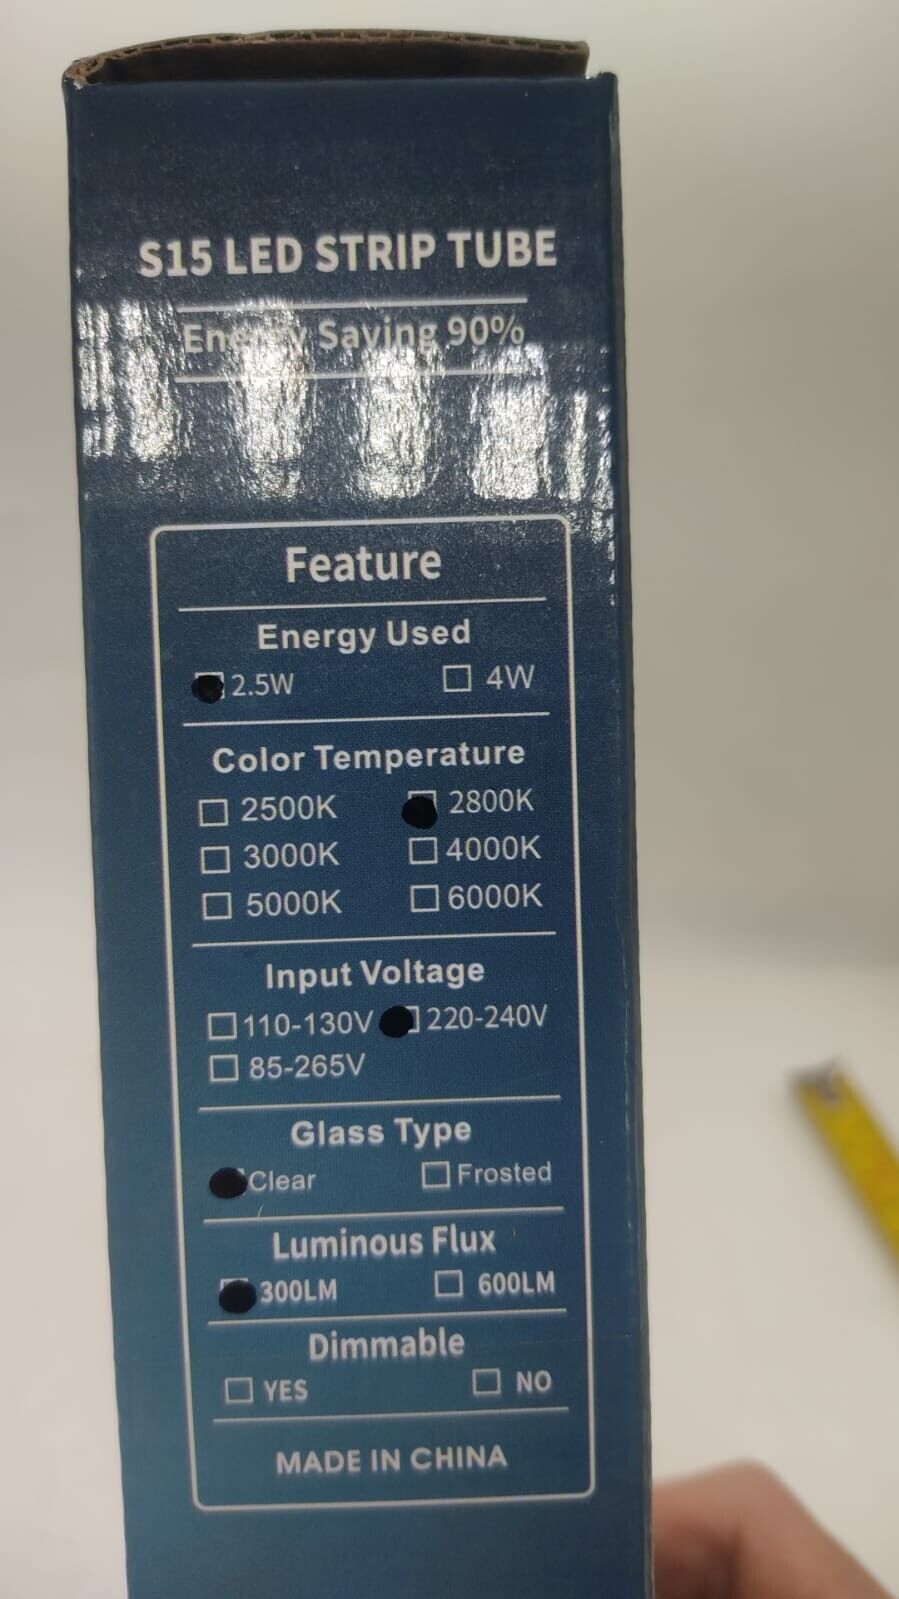 S15 LED STRIP TUBE
Energy Saving 90%
Feature
Energy Used
2.5W 4W
Color Temperature
2500K 2800K
3000K 4000K
5000K 6000K
Input Voltage
110-130V 220-240V
85-265V
Glass Type
Clear Frosted
Luminous Flux
300LM 600LM
Dimmable
YES NO
MADE IN CHINA